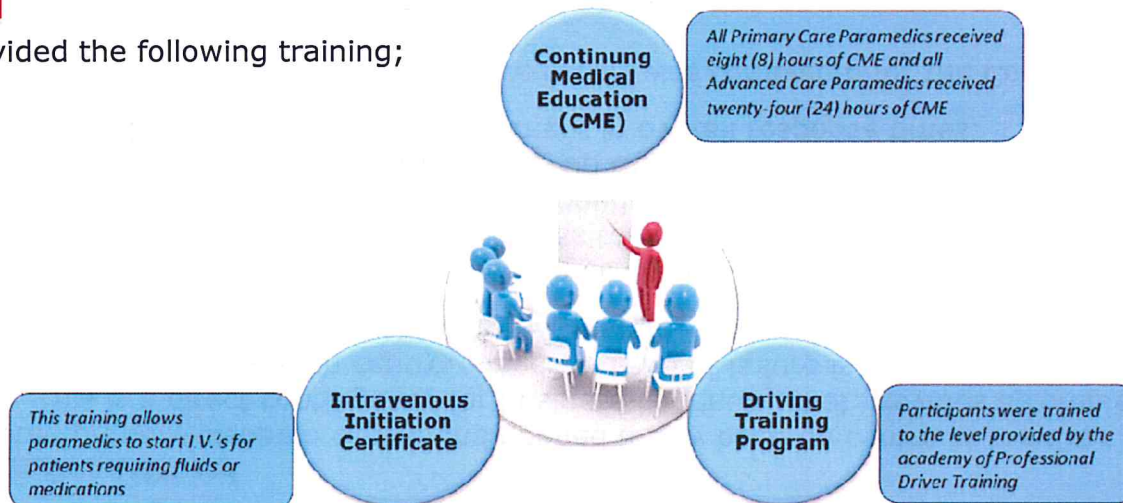 vided the following training;
Continung
Medical
Education
(CME)
All Primary Care Paramedics received
eight (8) hours of CME and all
Advanced Care Paramedics received
twenty-four (24) hours of CME
Intravenous
Initiation
Certificate
This training allows
paramedics to start I.V.'s for
patients requiring fluids or
medications
Driving
Training
Program
Participants were trained
to the level provided by the
academy of Professional
Driver Training